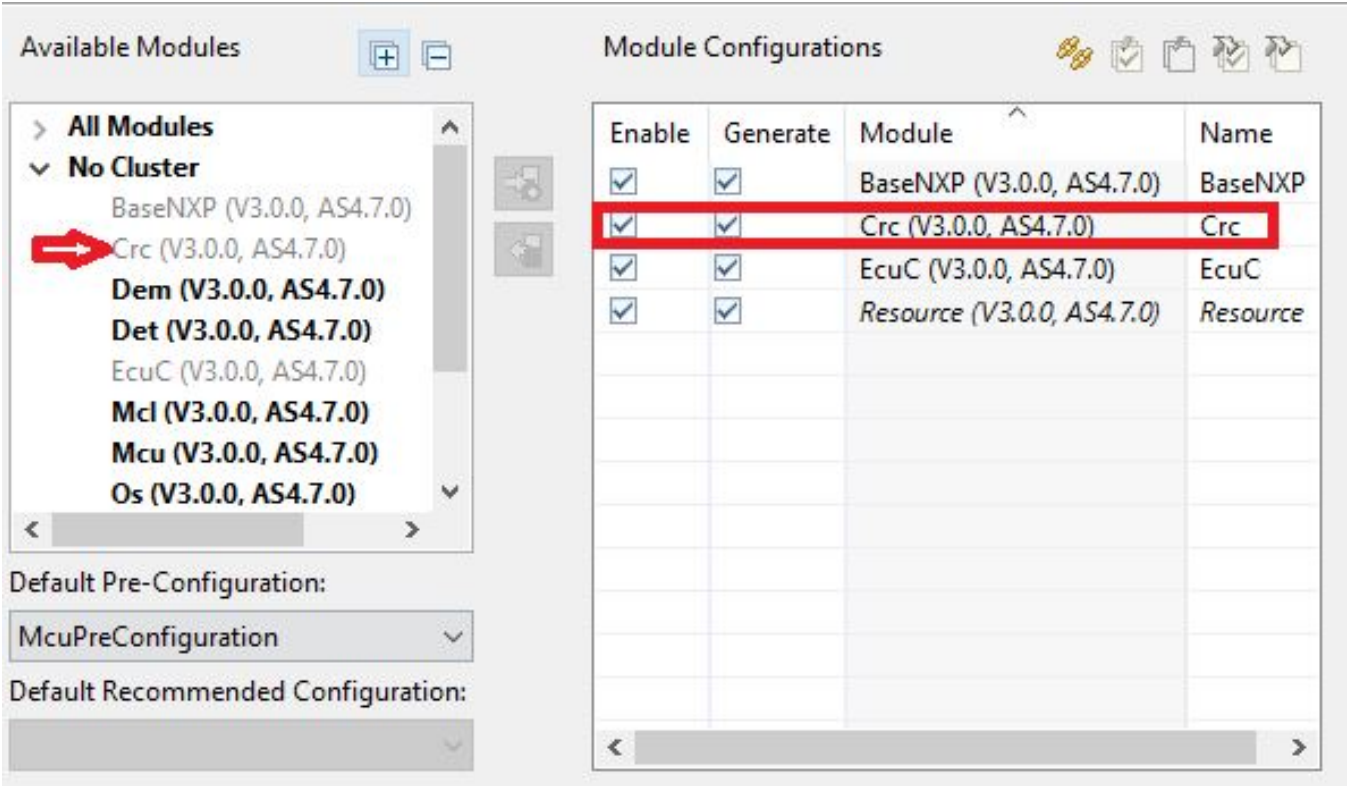 Available Modules
All Modules
No Cluster
BaseNXP (V3.0.0, AS4.7.0)
Crc (V3.0.0, AS4.7.0)
Dem (V3.0.0, AS4.7.0)
Det (V3.0.0, AS4.7.0)
EcuC (V3.0.0, AS4.7.0)
Mcl (V3.0.0, AS4.7.0)
Mcu (V3.0.0, AS4.7.0)
Os (V3.0.0, AS4.7.0)
Default Pre-Configuration:
McuPreConfiguration
Default Recommended Configuration:
Module Configurations
Enable Generate Module Name
BaseNXP (V3.0.0, AS4.7.0) BaseNXP
Crc (V3.0.0, AS4.7.0) Crc
EcuC (V3.0.0, AS4.7.0) EcuC
Resource (V3.0.0, AS4.7.0) Resource